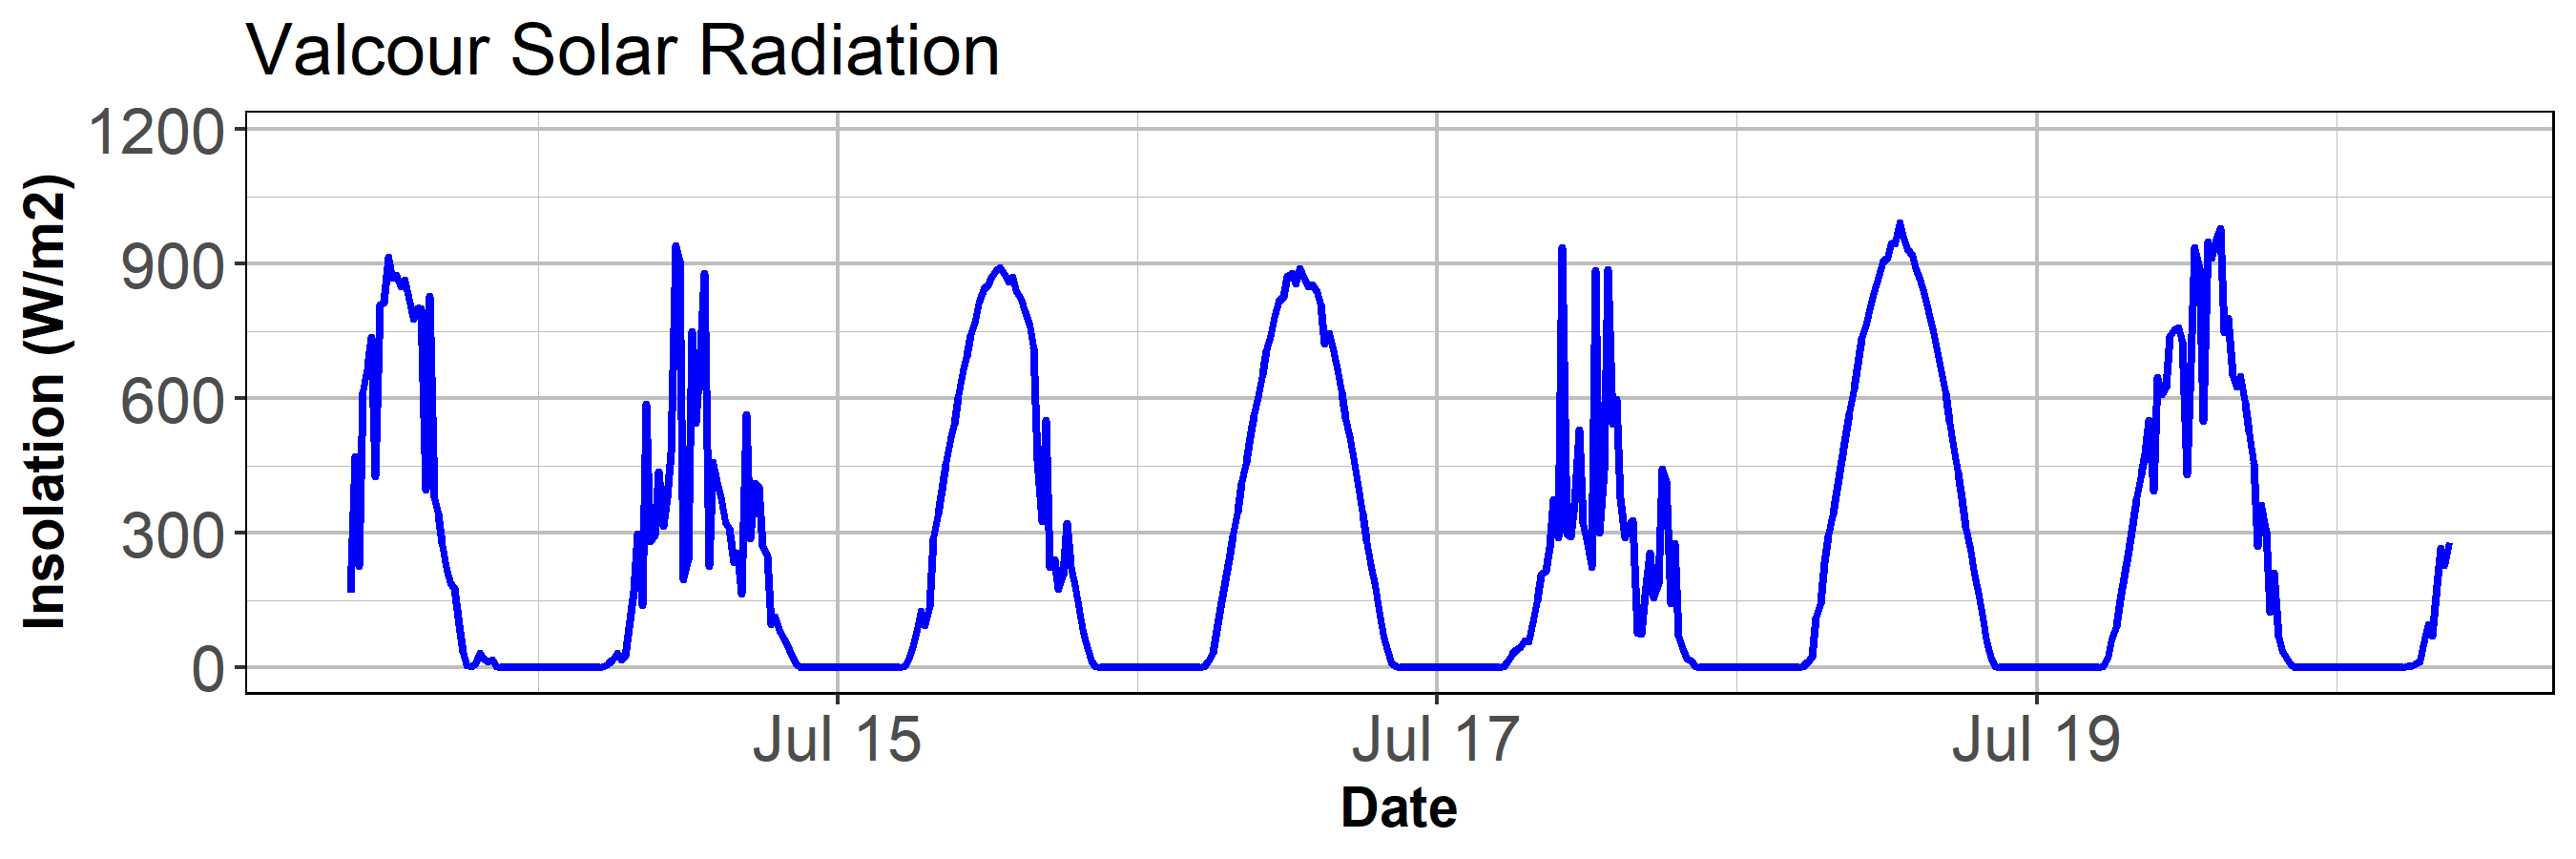 Valcour Solar Radiation
1200
900
600
300
0
Insolation (W/m2)
Jul 15
Jul 17
Jul 19
Date